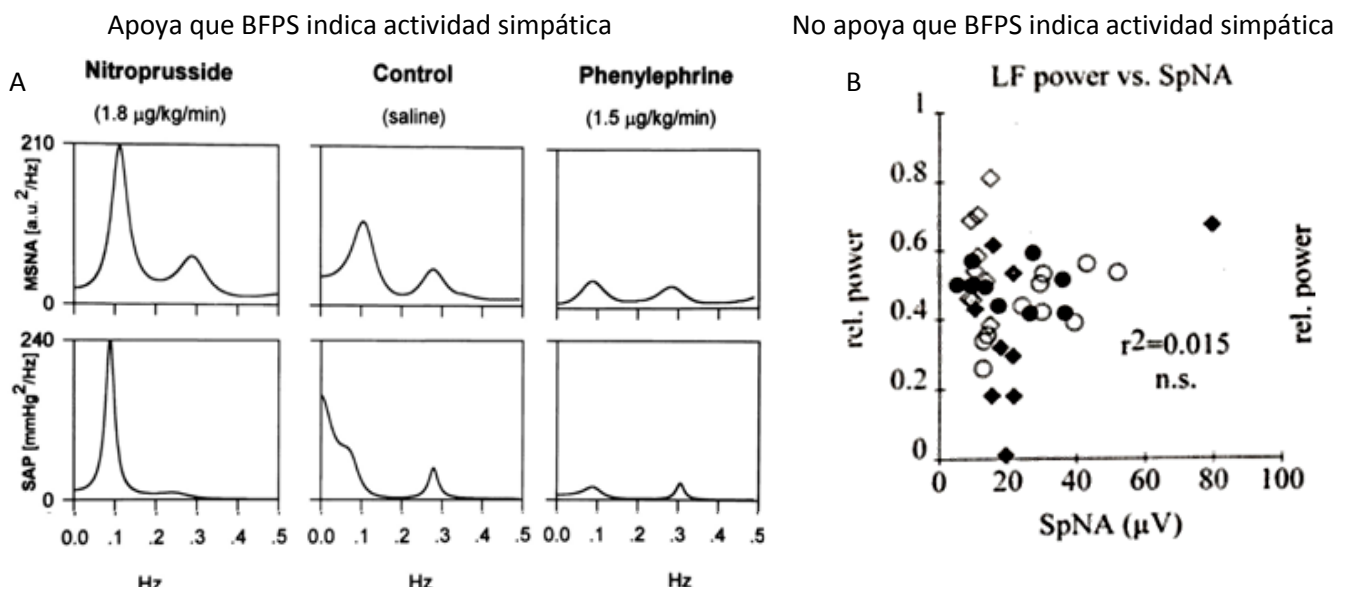 Apoya que BFPS indica actividad simpática
No apoya que BFPS indica actividad simpática
A
Nitroprusside
(1.8 µg/kg/min)
Control
(saline)
Phenylephrine
(1.5 µg/kg/min)
210
0
MSNA [a.u.²/Hz]
240
0
SAP [mmHg²/Hz]
0.0 .1 .2 .3 .4 .5
0.0 .1 .2 .3 .4 .5
0.0 .1 .2 .3 .4 .5
Hz
Hz
Hz
B
LF power vs. SpNA
1
0.8
0.6
0.4
0.2
0
rel. power
r²=0.015
n.s.
rel. power
0 20 40 60 80 100
SpNA (µV)